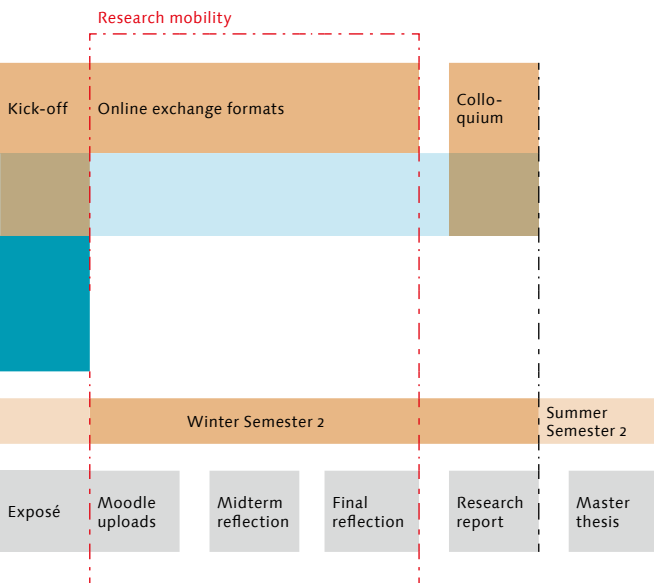 Research mobility
Kick-off
Online exchange formats
Collo-
quium
Winter Semester 2
Summer
Semester 2
Exposé
Moodle
uploads
Midterm
reflection
Final
reflection
Research
report
Master
thesis